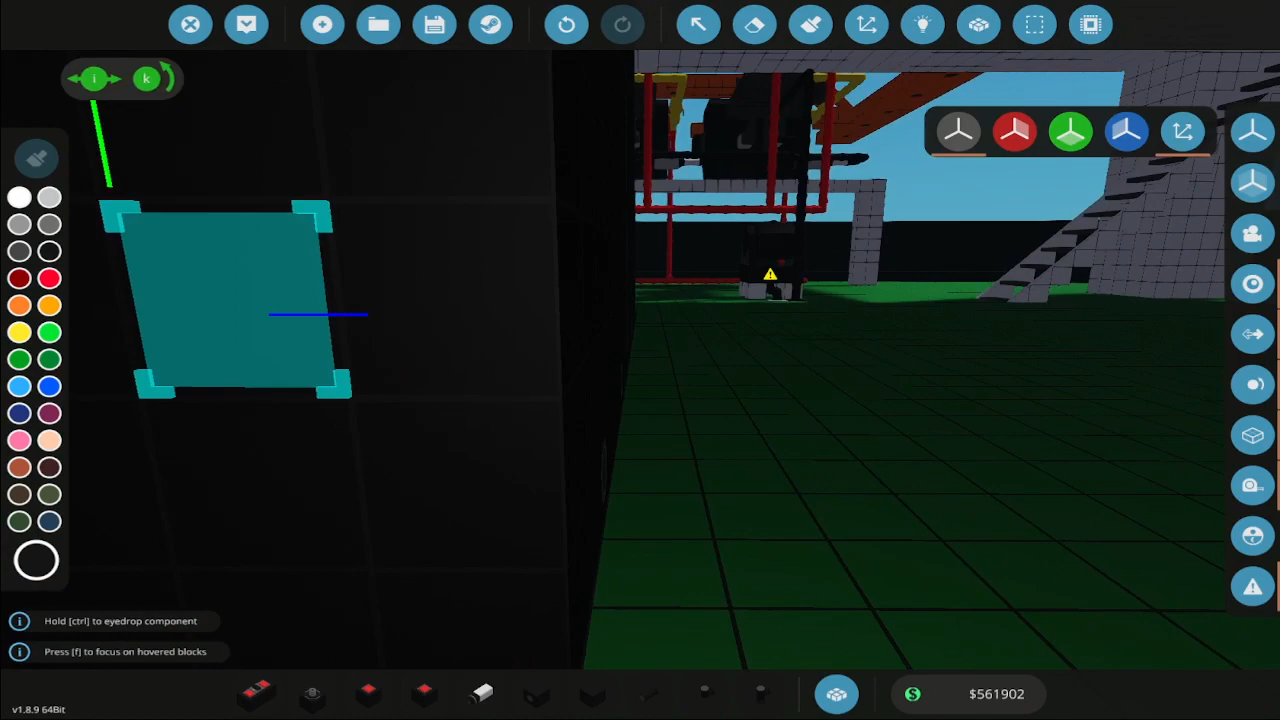 i
k
Hold [ctrl] to eyedrop component
Press [f] to focus on hovered blocks
$561902
v1.8.9 64Bit